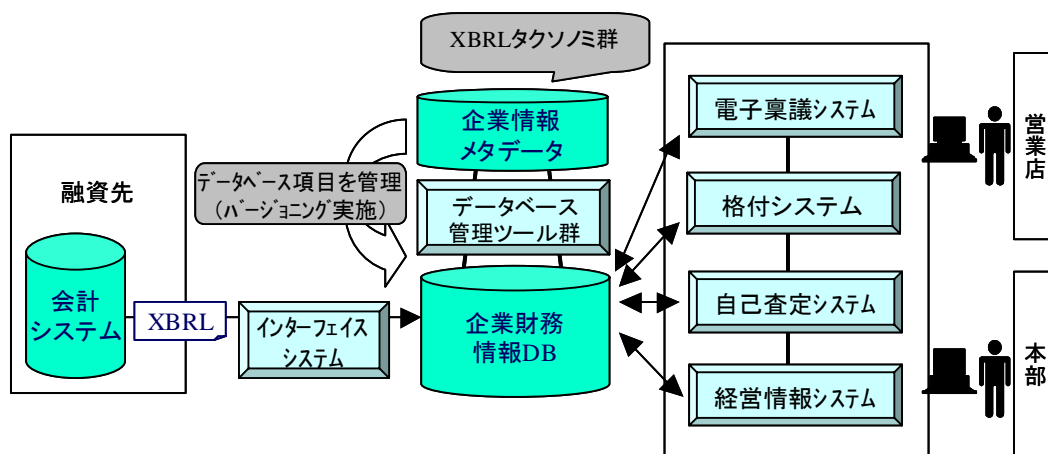 XBRLタクソノミ群
企業情報
メタデータ
データベース項目を管理
（バージョニング実施）
データベース
管理ツール群
融資先
会計
システム
XBRL
インターフェイス
システム
企業財務
情報DB
電子稟議システム
格付システム
自己査定システム
経営情報システム
営業店
本部